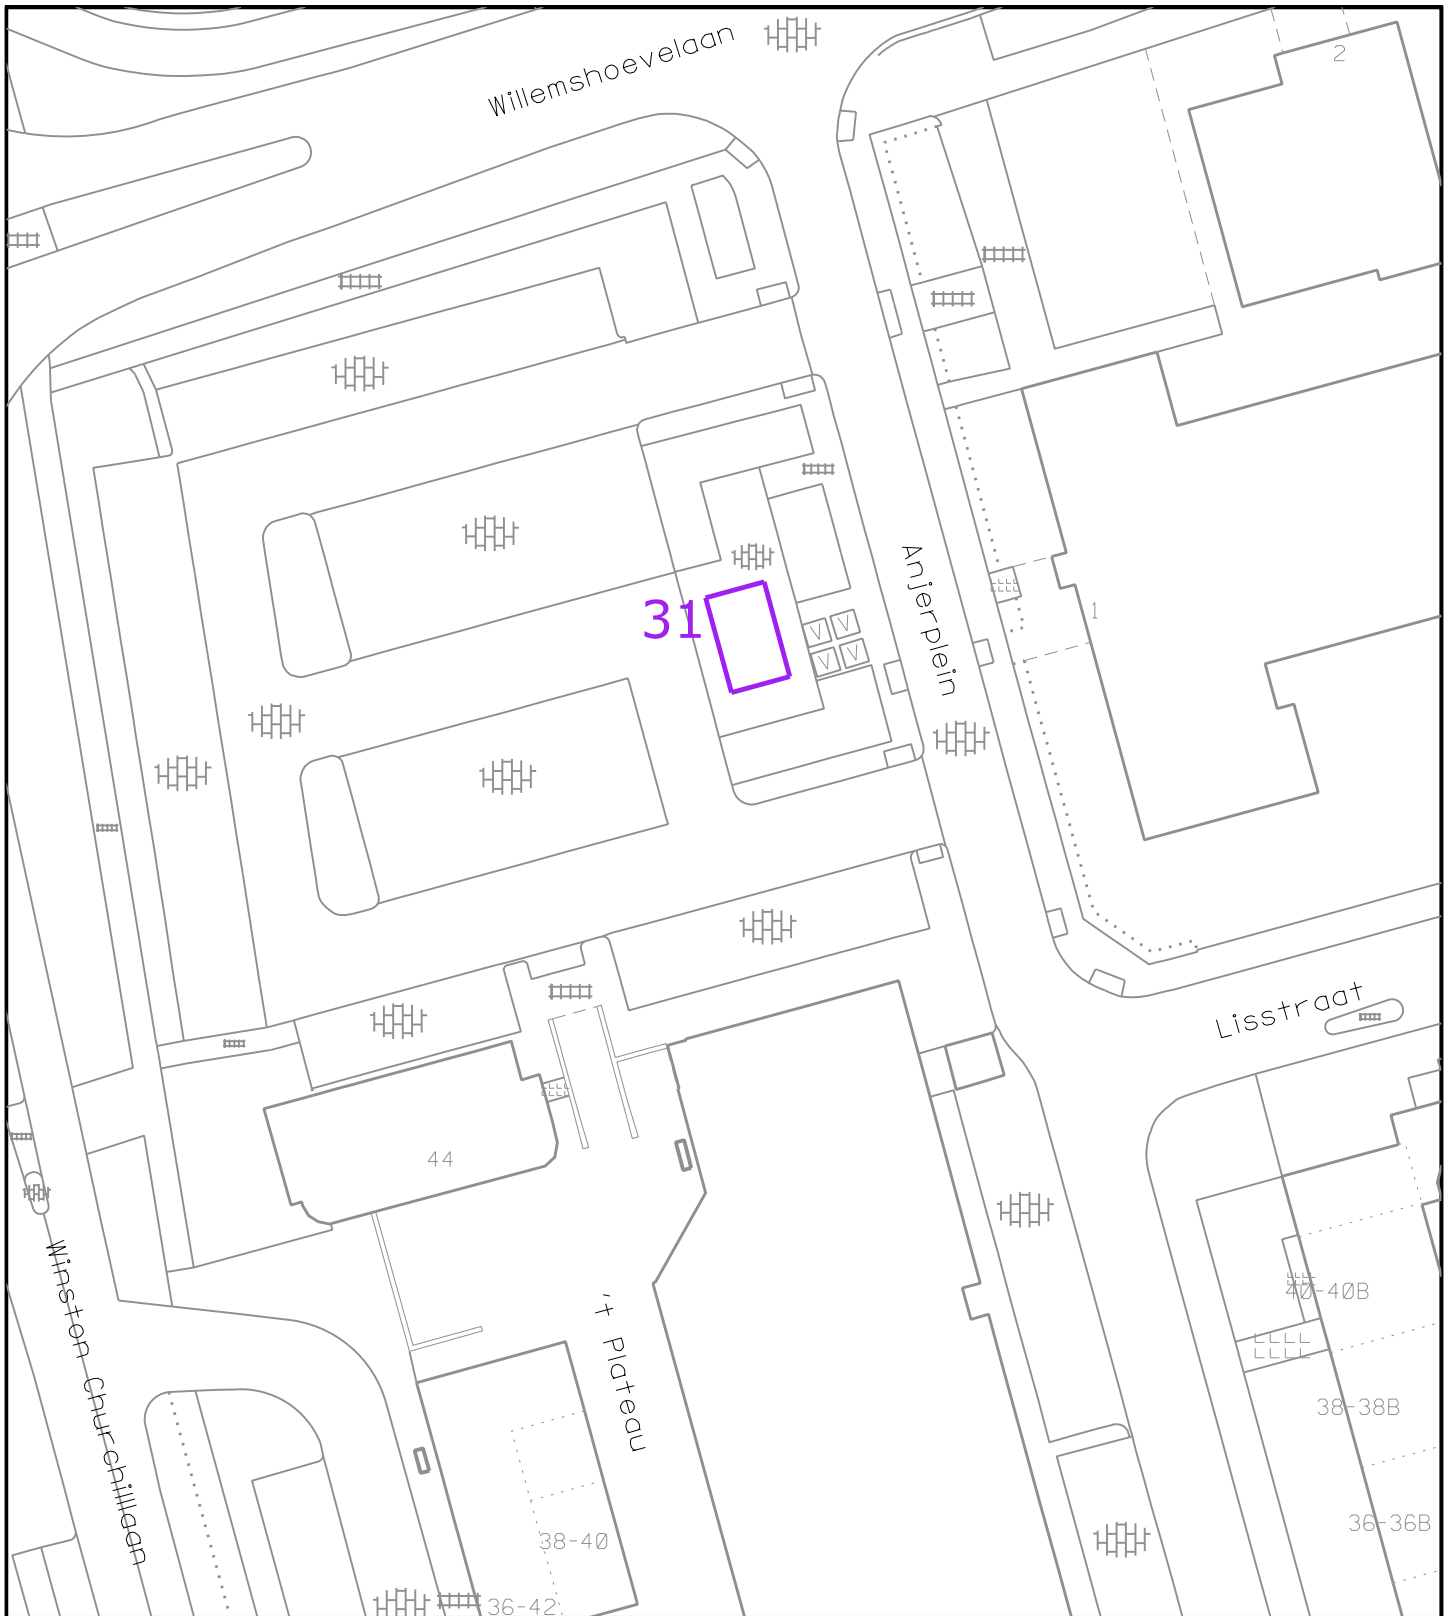 Willemshoevelaan
2
31
V
V
V
V
Anjerplein
1
Lisstraat
44
Winston Churchilllaan
't Plateau
40-40B
38-38B
36-36B
38-40
36-42